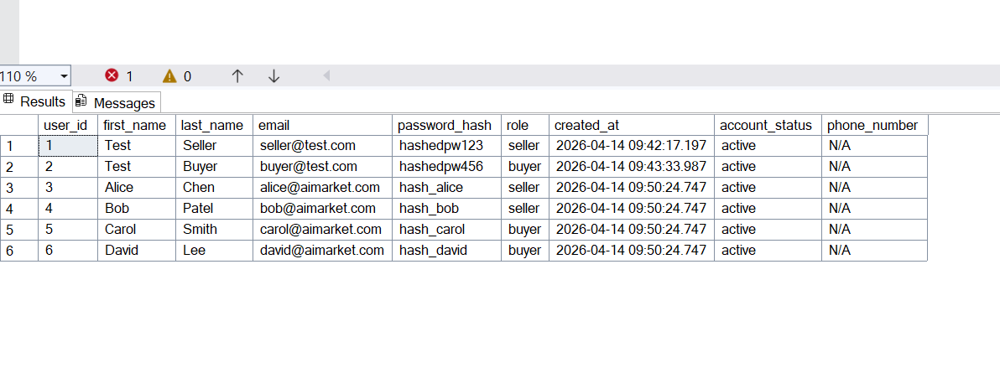 110 % 1 0
Results Messages
user_id first_name last_name email password_hash role created_at account_status phone_number
1 1 Test Seller seller@test.com hashedpw123 seller 2026-04-14 09:42:17.197 active N/A
2 2 Test Buyer buyer@test.com hashedpw456 buyer 2026-04-14 09:43:33.987 active N/A
3 3 Alice Chen alice@aimarket.com hash_alice seller 2026-04-14 09:50:24.747 active N/A
4 4 Bob Patel bob@aimarket.com hash_bob seller 2026-04-14 09:50:24.747 active N/A
5 5 Carol Smith carol@aimarket.com hash_carol buyer 2026-04-14 09:50:24.747 active N/A
6 6 David Lee david@aimarket.com hash_david buyer 2026-04-14 09:50:24.747 active N/A